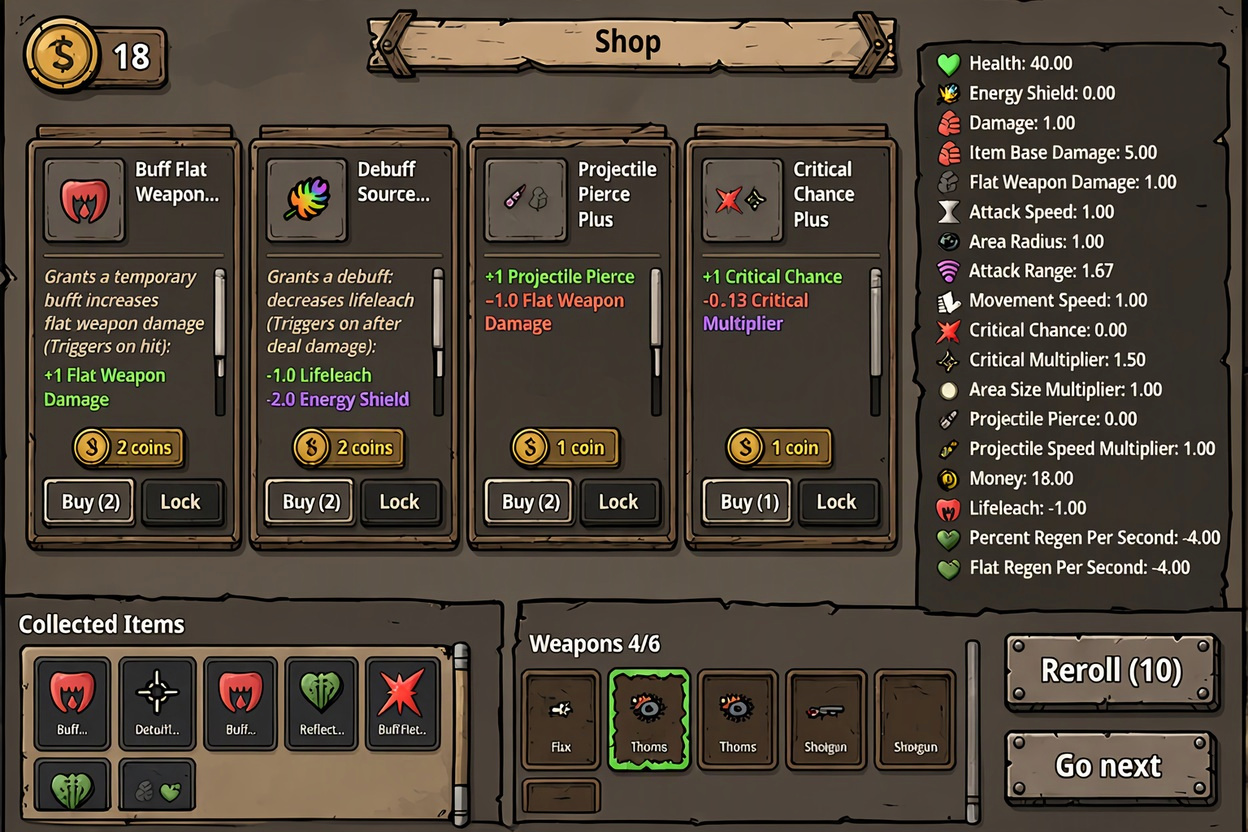 18
Shop
Buff Flat
Weapon...
Grants a temporary
bufft increases
flat weapon damage
(Triggers on hit):
+1 Flat Weapon
Damage
2 coins
Buy (2)
Lock
Debuff
Source...
Grants a debuff:
decreases lifeleach
(Triggers on after
deal damage):
-1.0 Lifeleach
-2.0 Energy Shield
2 coins
Buy (2)
Lock
Projectile
Pierce
Plus
+1 Projectile Pierce
-1.0 Flat Weapon
Damage
1 coin
Buy (2)
Lock
Critical
Chance
Plus
+1 Critical Chance
-0.13 Critical
Multiplier
1 coin
Buy (1)
Lock
Health: 40.00
Energy Shield: 0.00
Damage: 1.00
Item Base Damage: 5.00
Flat Weapon Damage: 1.00
Attack Speed: 1.00
Area Radius: 1.00
Attack Range: 1.67
Movement Speed: 1.00
Critical Chance: 0.00
Critical Multiplier: 1.50
Area Size Multiplier: 1.00
Projectile Pierce: 0.00
Projectile Speed Multiplier: 1.00
Money: 18.00
Lifeleach: -1.00
Percent Regen Per Second: -4.00
Flat Regen Per Second: -4.00
Collected Items
Buff...
Buif...
Reflect...
Buff Flet..
Weapons 4/6
Thoms
Thoms
Shotgun
Shotgun
Reroll (10)
Go next